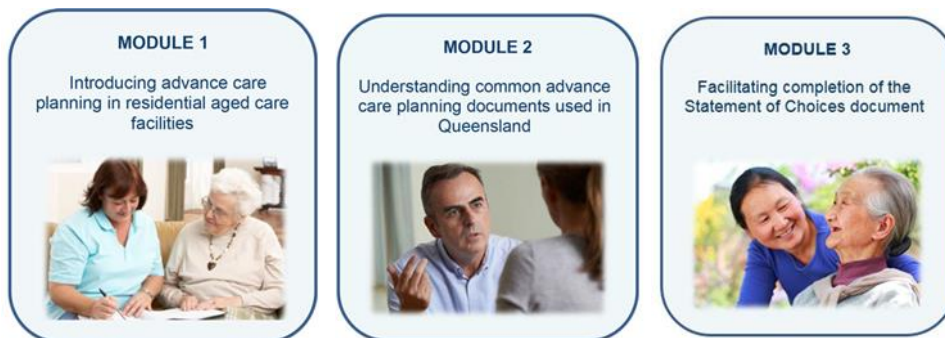 MODULE 1
Introducing advance care
planning in residential aged care
facilities
MODULE 2
Understanding common advance
care planning documents used in
Queensland
MODULE 3
Facilitating completion of the
Statement of Choices document